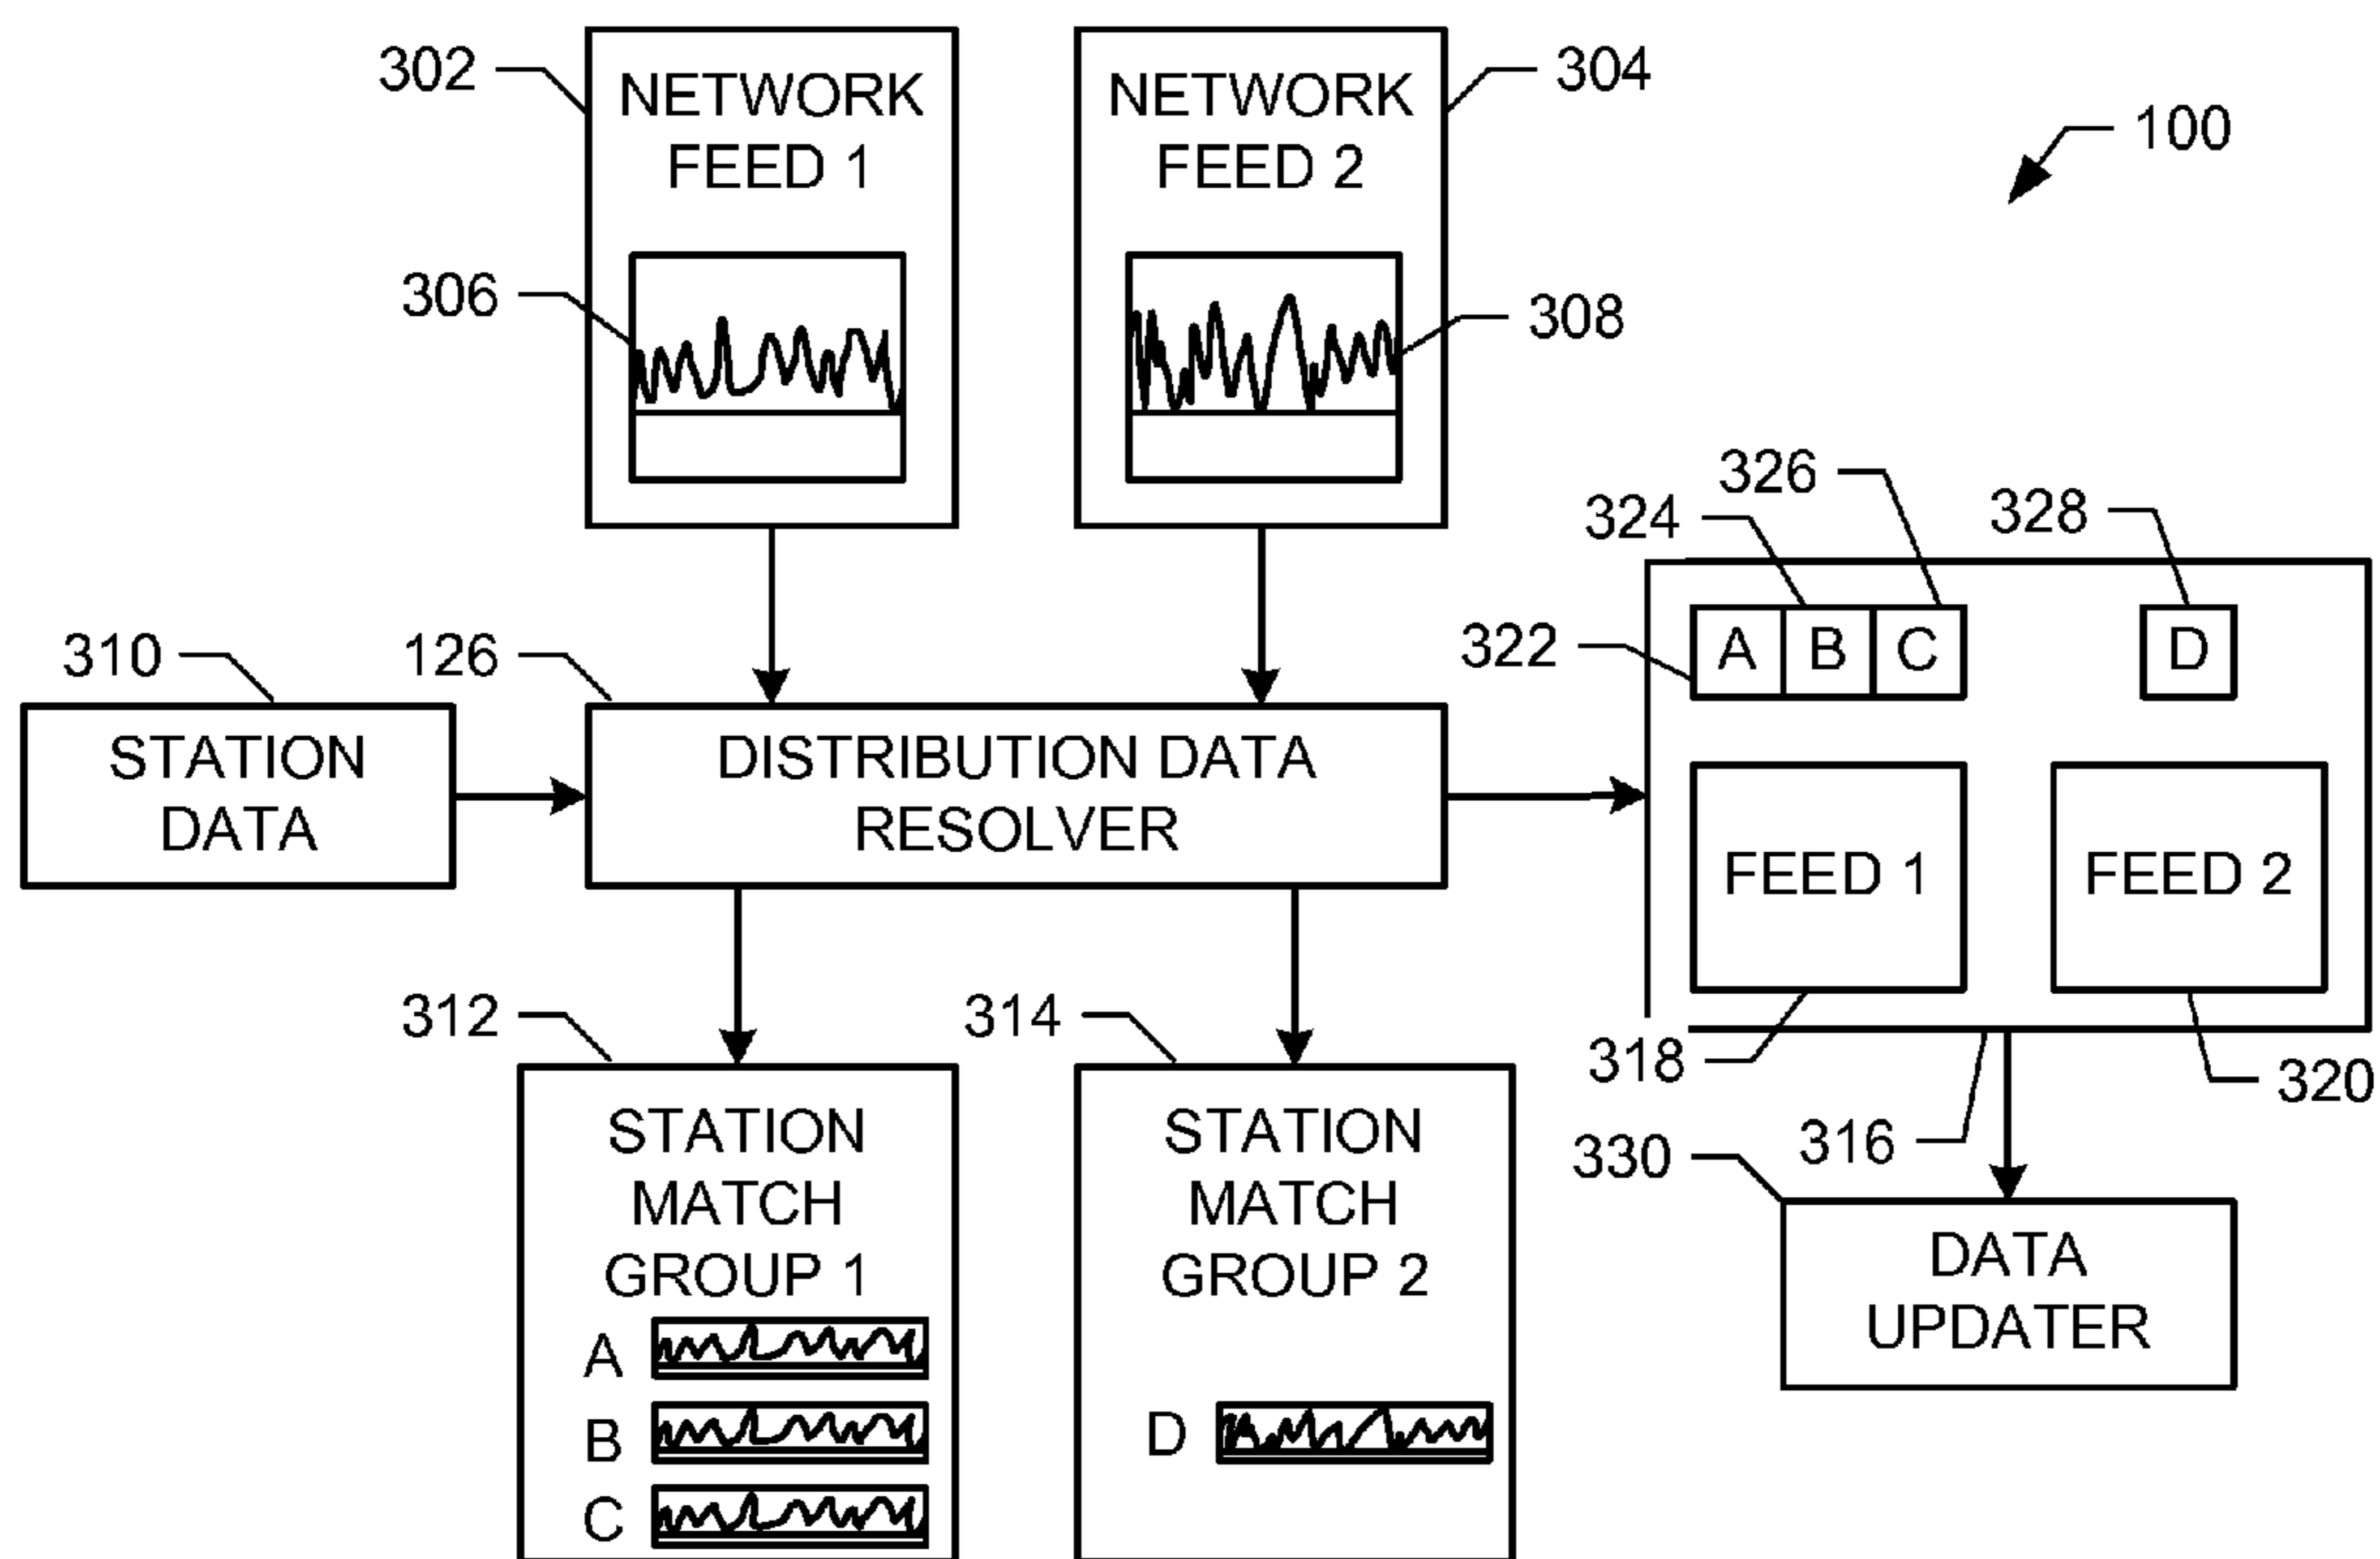 302
NETWORK
FEED 1
306
NETWORK
FEED 2
304
308
100
310
STATION
DATA
126
DISTRIBUTION DATA
RESOLVER
322
324
326
328
A B C
D
FEED 1
FEED 2
318
320
316
312
STATION
MATCH
GROUP 1
A
B
C
314
STATION
MATCH
GROUP 2
D
330
DATA
UPDATER